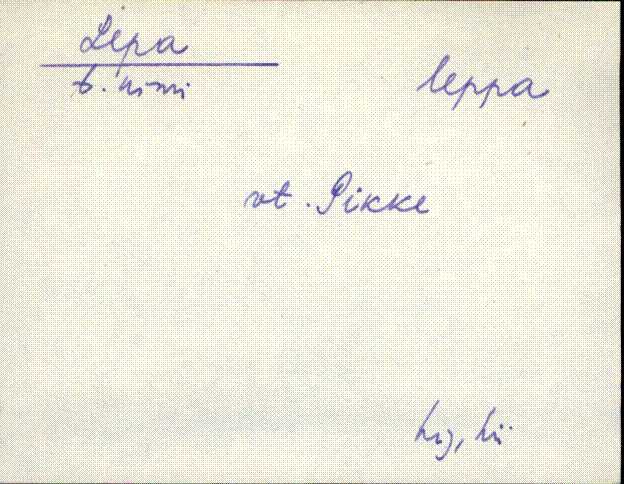 Lepa
t. nimi
leppa
vt. Pikke